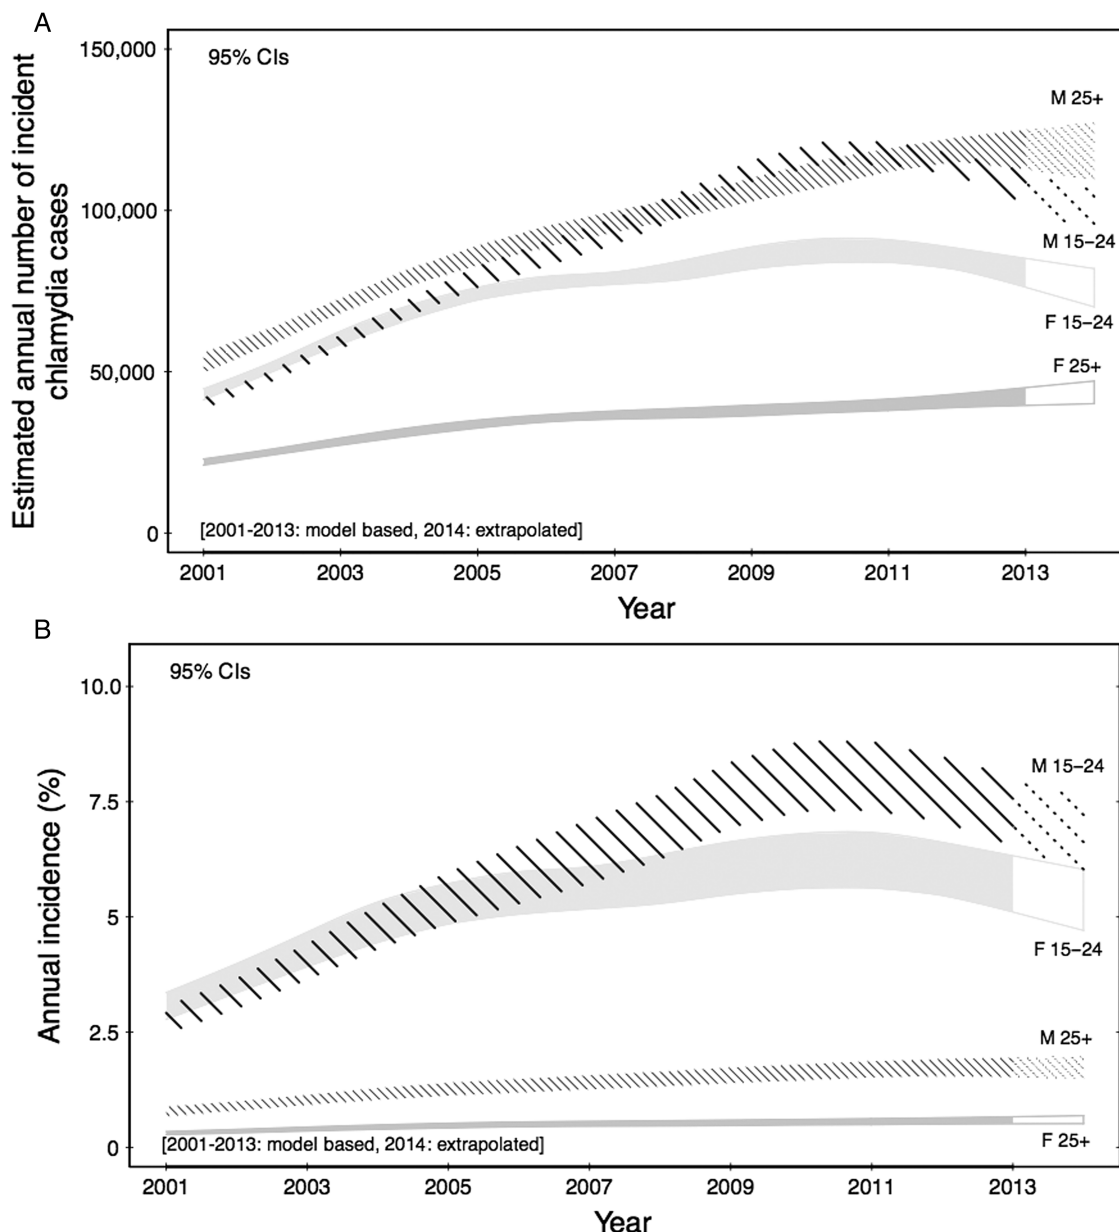 A
Estimated annual number of incident
chlamydia cases
150,000
100,000
50,000
0
95% CIs
M 25+
M 15–24
F 15–24
F 25+
[2001-2013: model based, 2014: extrapolated]
2001 2003 2005 2007 2009 2011 2013
Year
B
Annual incidence (%)
10.0
7.5
5
2.5
0
95% CIs
M 15–24
F 15–24
M 25+
F 25+
[2001-2013: model based, 2014: extrapolated]
2001 2003 2005 2007 2009 2011 2013
Year